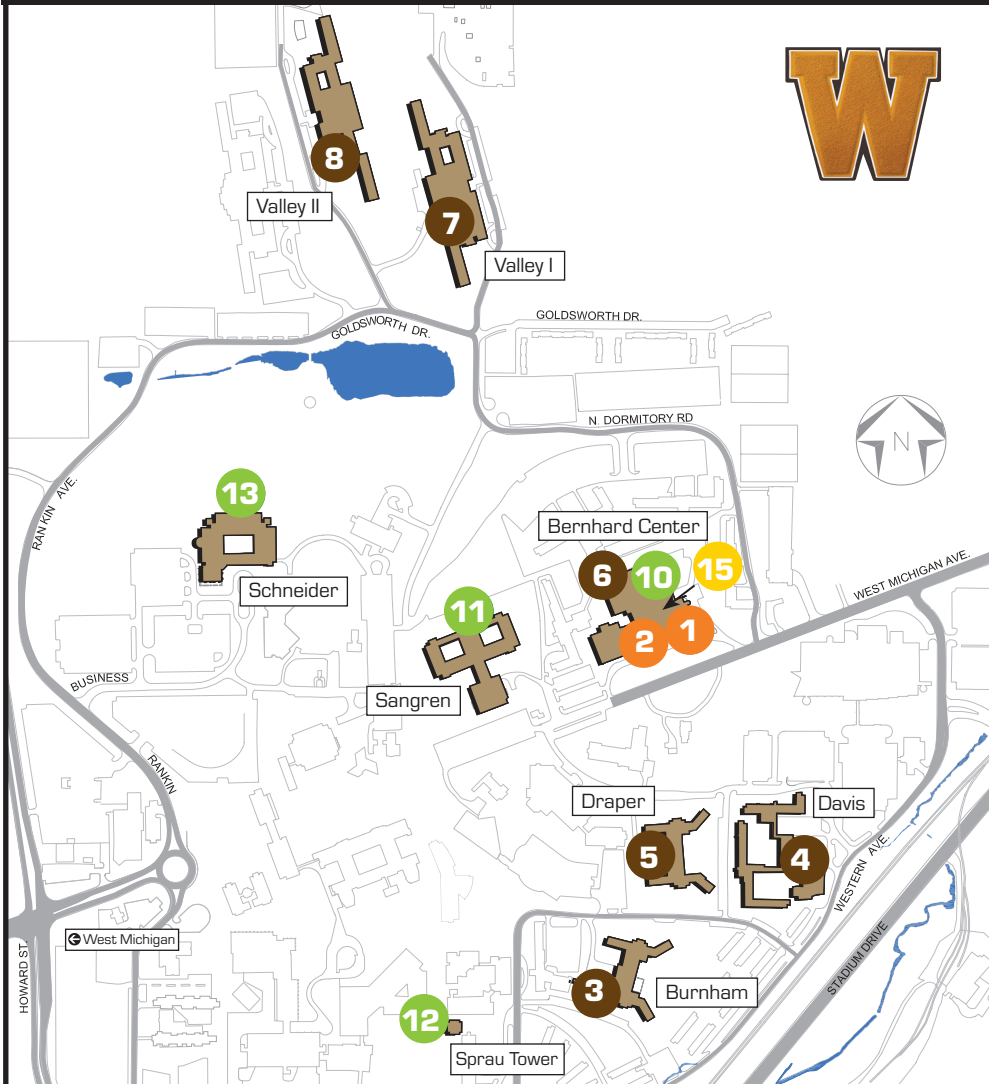 W
8
Valley II
7
Valley I
GOLDSWORTH DR.
GOLDSWORTH DR.
N. DORMITORY RD
N
RANKIN AVE.
13
Schneider
Bernhard Center
6
10
15
WEST MICHIGAN AVE.
11
5
2
1
Sangren
BUSINESS
RANKIN
Draper
Davis
5
4
WESTERN AVE.
West Michigan
HOWARD ST.
STADIUM DRIVE
3
Burnham
12
Sprau Tower